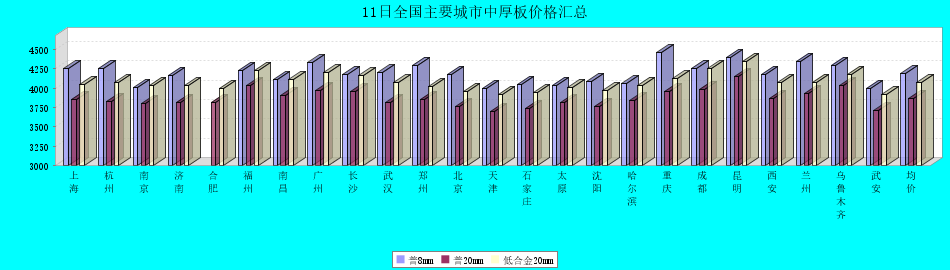 11日全国主要城市中厚板价格汇总
4500
4250
4000
3750
3500
3250
3000
上海
杭州
南京
济南
合肥
福州
南昌
广州
长沙
武汉
郑州
北京
天津
石家庄
太原
沈阳
哈尔滨
重庆
成都
昆明
西安
兰州
乌鲁木齐
武安
均价
普8mm 普20mm 低合金20mm